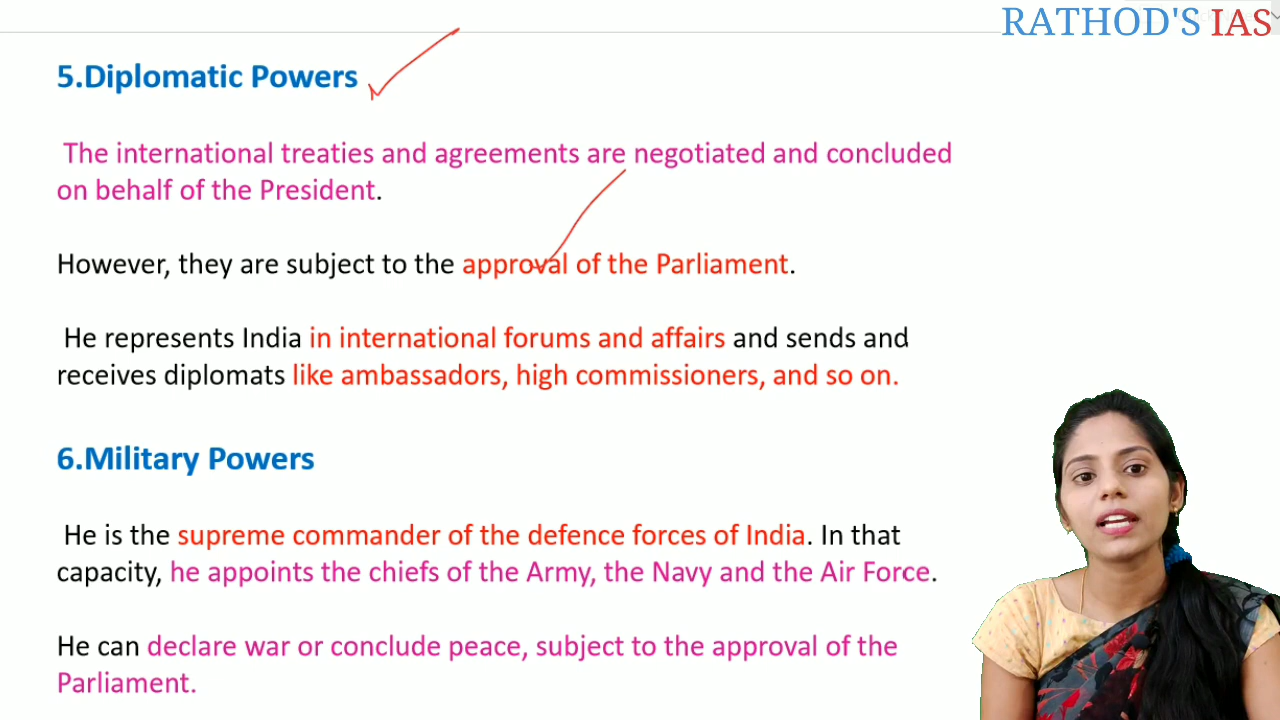 RATHOD'S IAS
5.Diplomatic Powers
The international treaties and agreements are negotiated and concluded
on behalf of the President.
However, they are subject to the approval of the Parliament.
He represents India in international forums and affairs and sends and
receives diplomats like ambassadors, high commissioners, and so on.
6.Military Powers
He is the supreme commander of the defence forces of India. In that
capacity, he appoints the chiefs of the Army, the Navy and the Air Force.
He can declare war or conclude peace, subject to the approval of the
Parliament.